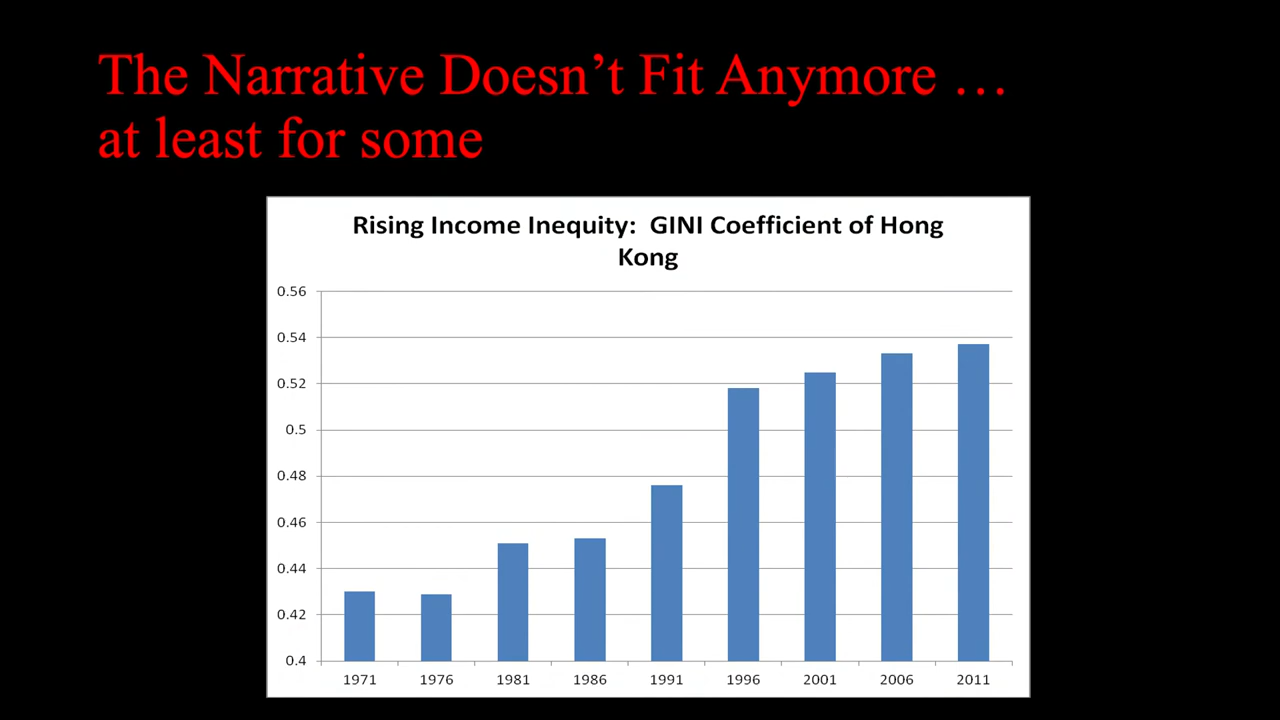 The Narrative Doesn’t Fit Anymore …
at least for some
Rising Income Inequity:  GINI Coefficient of Hong
Kong
0.56
0.54
0.52
0.5
0.48
0.46
0.44
0.42
0.4
1971 1976 1981 1986 1991 1996 2001 2006 2011